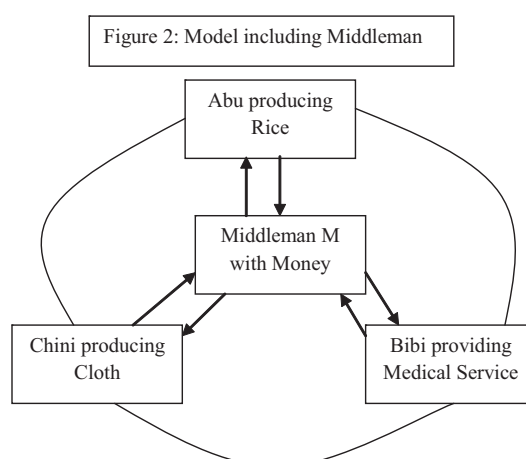 Figure 2: Model including Middleman
Abu producing
Rice
Middleman M
with Money
Chini producing
Cloth
Bibi providing
Medical Service